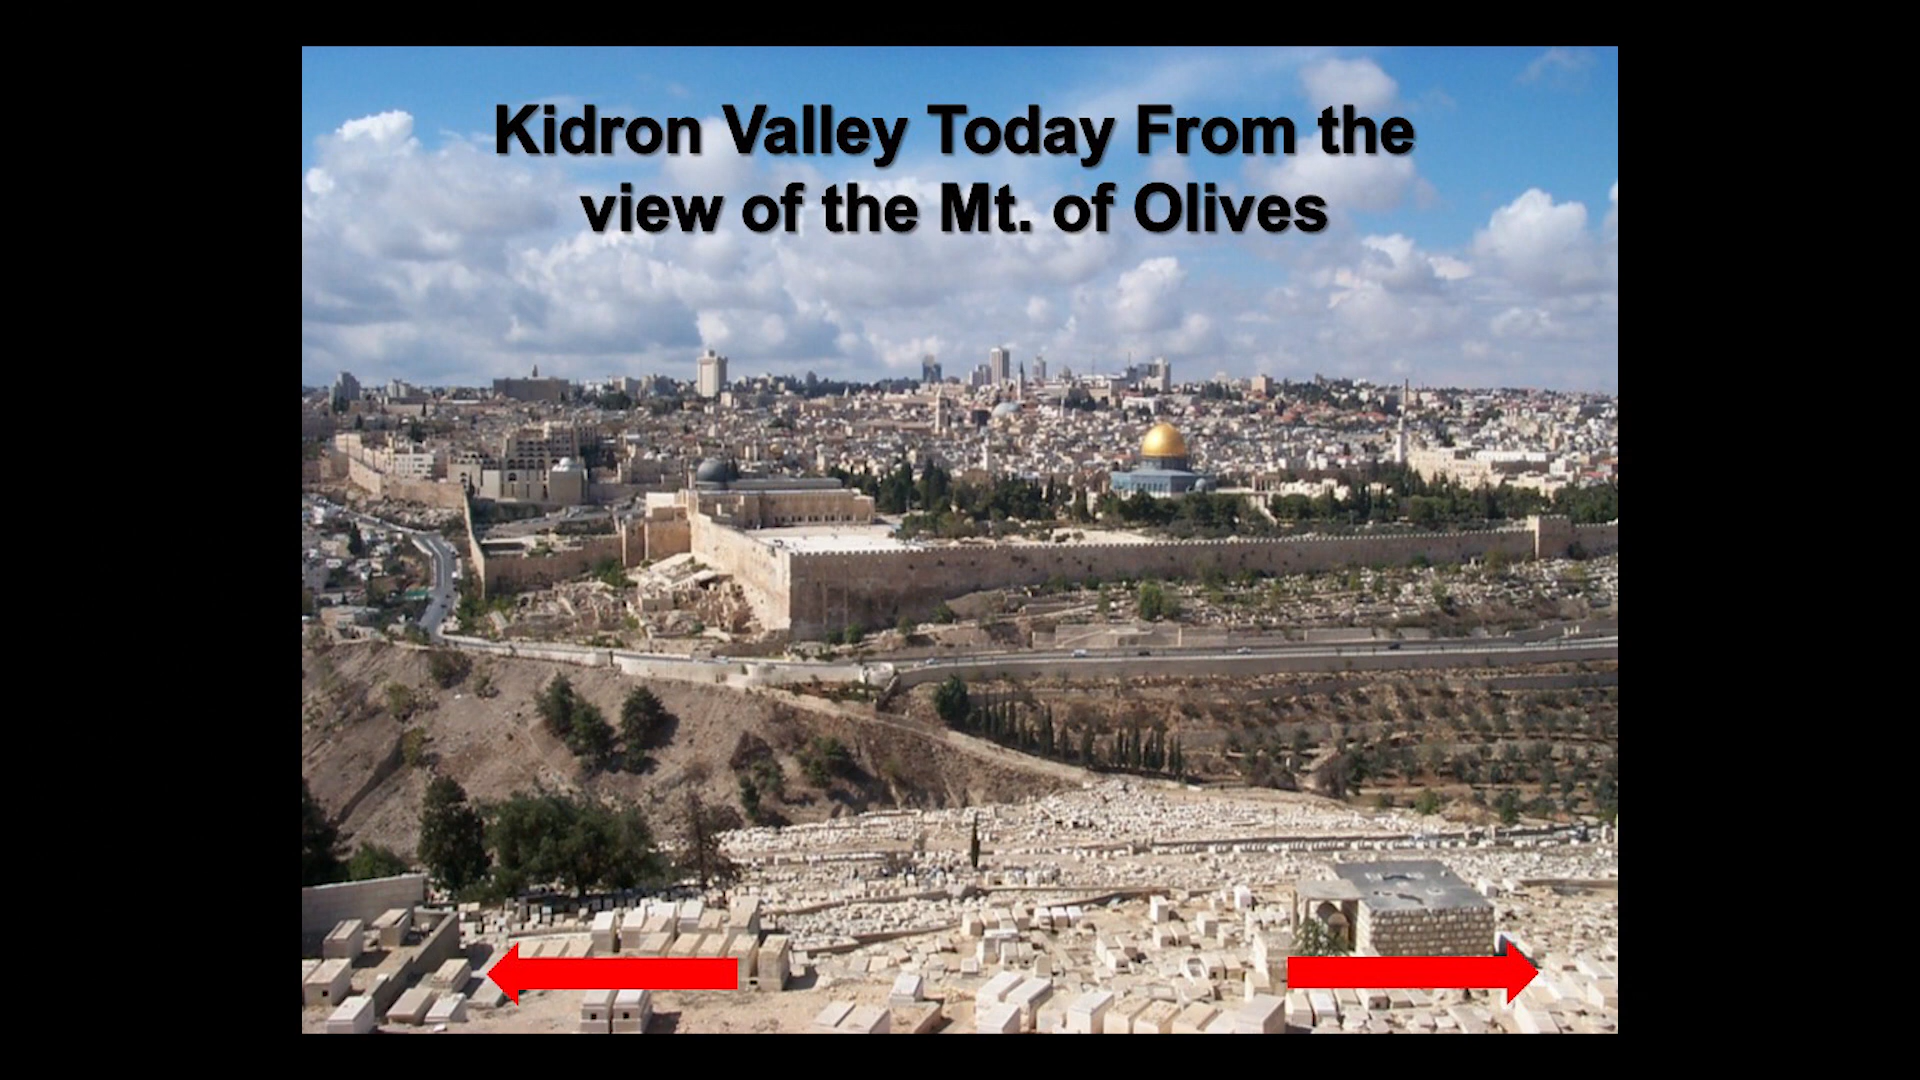 Kidron Valley Today From the
view of the Mt. of Olives